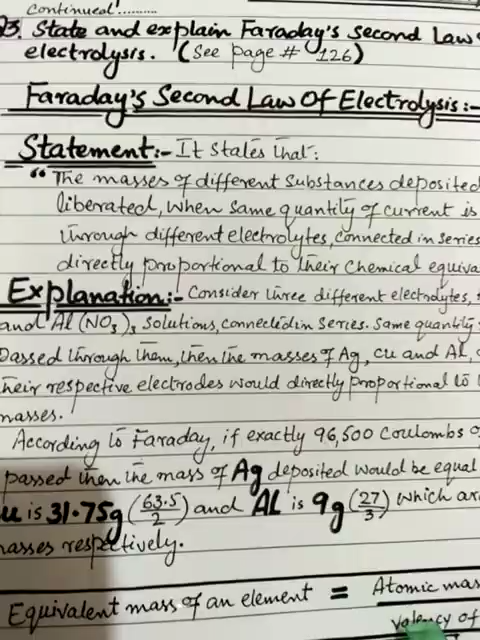 continued..........
Q3. State and explain Faraday's second Law
electrolysis. (See page # 126)
Faraday's Second Law Of Electrolysis:-
Statement:- It states that:
"The masses of different substances deposited
liberated, when same quantity of current is
through different electrolytes, connected in series
directly proportional to their chemical equiva
Explanation:- Consider three different electrolytes,
and Al(NO3)3 solutions, connected in series. Same quantity
passed through them, then the masses of Ag, cu and Al,
their respective electrodes would directly proportional to
masses.
According to Faraday, if exactly 96,500 coulombs
passed then the mass of Ag deposited would be equal
Cu is 31.75g (63.5/2) and Al is 9g (27/3) which are
masses respectively.
Equivalent mass of an element = Atomic mas
valency of